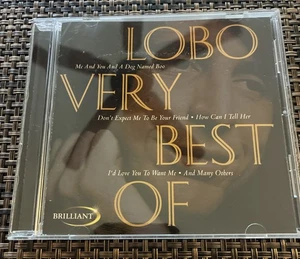 LOBO
Me And You And A Dog Named Boo
VERY
Don't Expect Me To Be Your Friend • How Can I Tell Her
BEST
I'd Love You To Want Me • And Many Others
OF
BRILLIANT